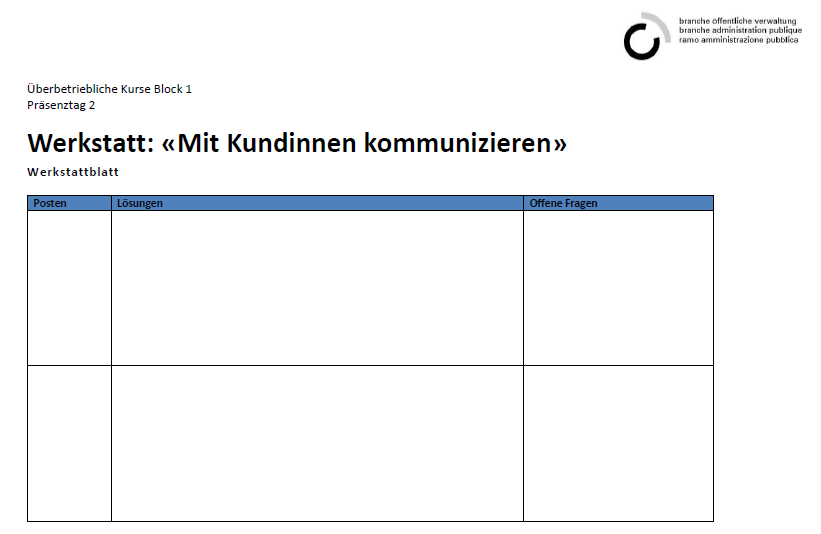 branche öffentliche verwaltung
branche administration publique
ramo amministrazione pubblica
Überbetriebliche Kurse Block 1
Präsenztag 2
Werkstatt: «Mit Kundinnen kommunizieren»
Werkstattblatt
Posten Lösungen Offene Fragen